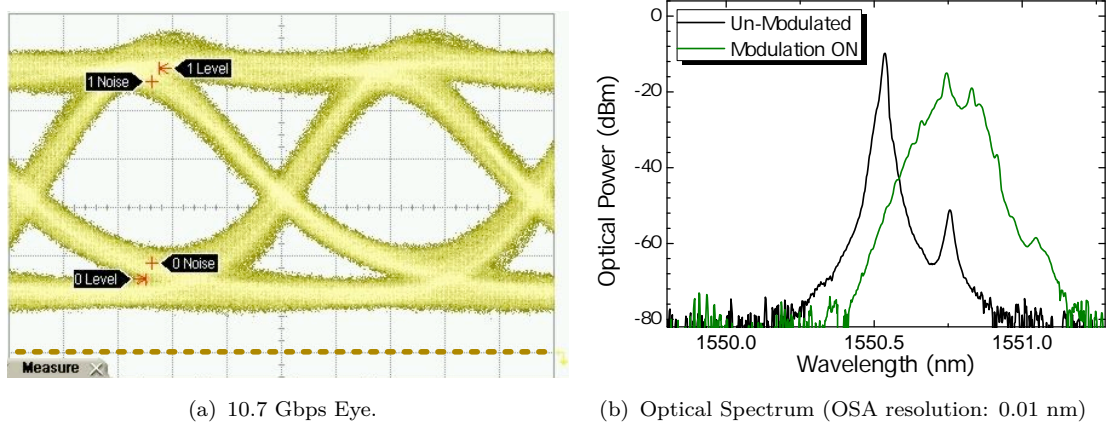 1 Level
1 Noise
0 Noise
0 Level
Measure
(a) 10.7 Gbps Eye.
Un-Modulated
Modulation ON
Optical Power (dBm)
0
-20
-40
-60
-80
1550.0 1550.5 1551.0
Wavelength (nm)
(b) Optical Spectrum (OSA resolution: 0.01 nm)